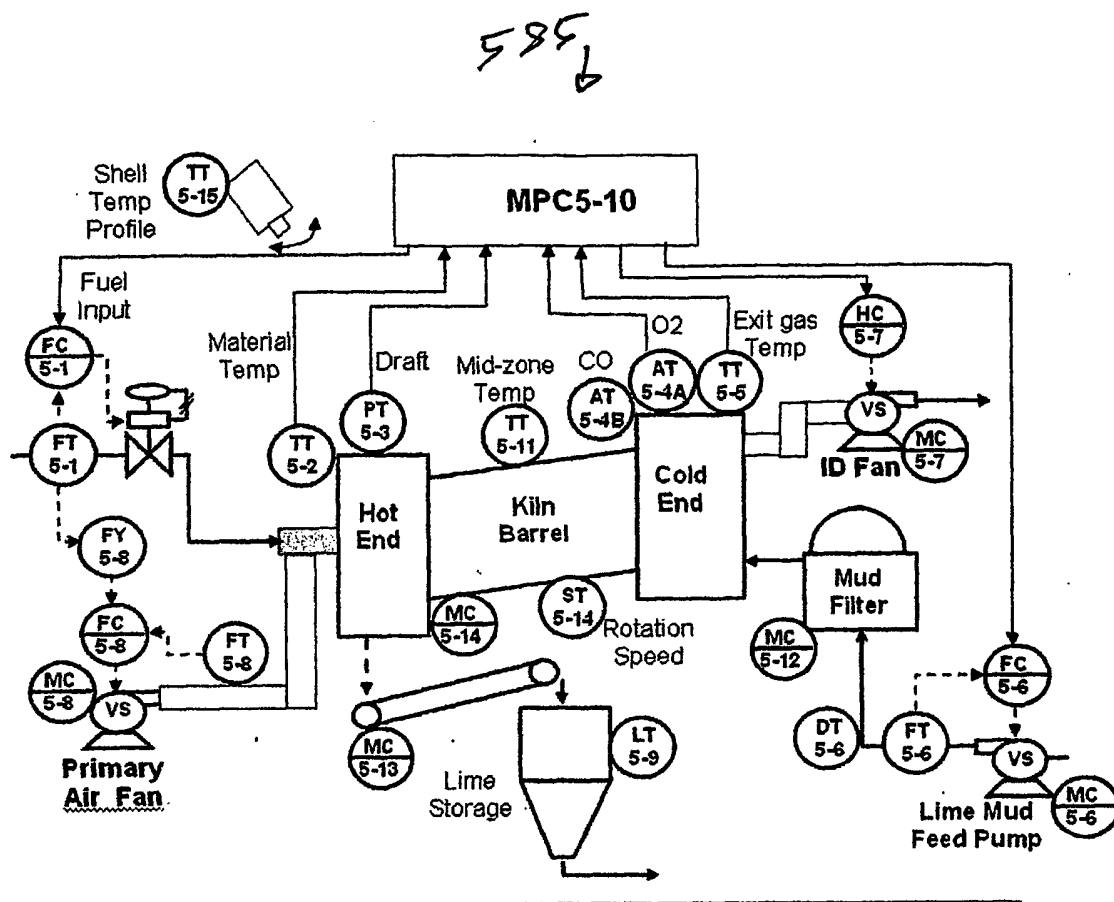 585
MPC5-10
Shell
Temp
Profile
TT
5-15
Fuel
Input
FC
5-1
FT
5-1
FY
5-8
FC
5-8
FT
5-8
MC
5-8
VS
Primary
Air Fan
Material
Temp
TT
5-2
Draft
PT
5-3
Mid-zone
Temp
TT
5-11
CO
AT
5-4B
O2
AT
5-4A
Exit gas
Temp
TT
5-5
HC
5-7
VS
MC
5-7
ID Fan
Hot
End
Kiln
Barrel
Cold
End
MC
5-14
ST
5-14
Rotation
Speed
MC
5-13
Lime
Storage
LT
5-9
Mud
Filter
MC
5-12
DT
5-6
FT
5-6
FC
5-6
VS
MC
5-6
Lime Mud
Feed Pump